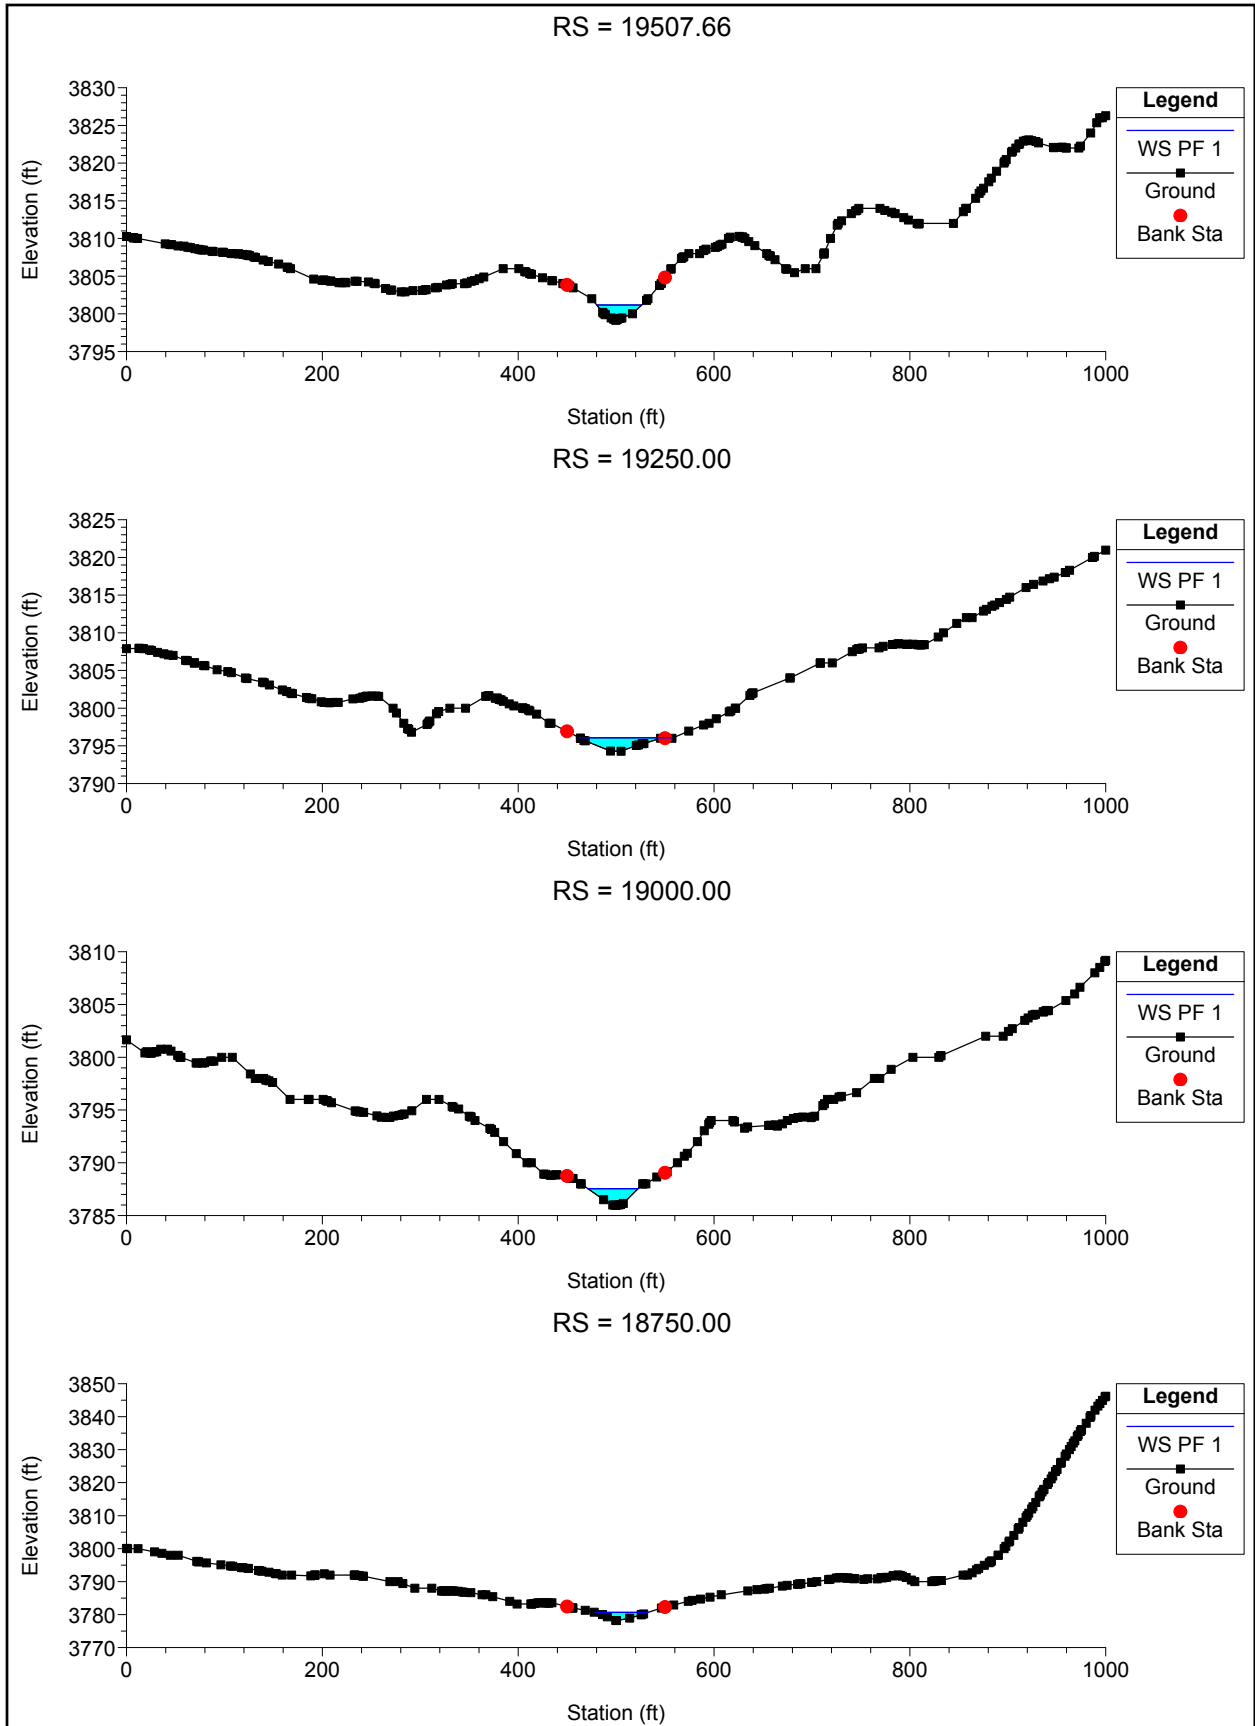 RS = 19507.66
3830
3825
3820
3815
3810
3805
3800
3795
Elevation (ft)
0 200 400 600 800 1000
Station (ft)
Legend
WS PF 1
Ground
Bank Sta
RS = 19250.00
3825
3820
3815
3810
3805
3800
3795
3790
Elevation (ft)
0 200 400 600 800 1000
Station (ft)
Legend
WS PF 1
Ground
Bank Sta
RS = 19000.00
3810
3805
3800
3795
3790
3785
Elevation (ft)
0 200 400 600 800 1000
Station (ft)
Legend
WS PF 1
Ground
Bank Sta
RS = 18750.00
3850
3840
3830
3820
3810
3800
3790
3780
3770
Elevation (ft)
0 200 400 600 800 1000
Station (ft)
Legend
WS PF 1
Ground
Bank Sta